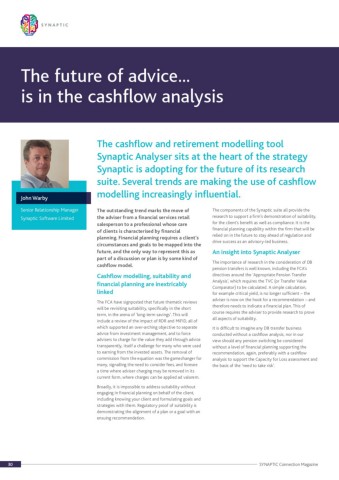 SYNAPTIC
The future of advice...
is in the cashflow analysis
The cashflow and retirement modelling tool
Synaptic Analyser sits at the heart of the strategy
Synaptic is adopting for the future of its research
suite. Several trends are making the use of cashflow
modelling increasingly influential.
John Warby
Senior Relationship Manager
Synaptic Software Limited
The outstanding trend marks the move of
the adviser from a financial services retail
salesperson to a professional whose care
of clients is characterised by financial
planning. Financial planning requires a client's
circumstances and goals to be mapped into the
future, and the only way to represent this as
part of a discussion or plan is by some kind of
cashflow model.
Cashflow modelling, suitability and
financial planning are inextricably
linked
The FCA have signposted that future thematic reviews
will be revisiting suitability, specifically in the client
term, in the arena of 'long-term savings'. This will
include a review of the impact of RDR and MiFID, all of
which supported an over-arching objective to separate
advice from investment management, and to force
advisers to charge for the value they add through advice
transparently, itself a challenge for many who were used
to earning from the invested assets. The removal of
commission from the equation was the gamechanger for
many, signalling the need to consider fees, and foresee
a time where adviser charging may be removed in its
current form, where charges can be applied ad valorem.
Broadly, it is impossible to address suitability without
engaging in financial planning on behalf of the client,
including knowing your client and formulating goals and
strategies with them. Regulatory proof of suitability is
demonstrating the alignment of a plan or a goal with an
ensuing recommendation.
The components of the Synaptic suite all provide the
research to support a firm's demonstration of suitability,
for the client's benefit as well as compliance. It is the
financial planning capability within the firm that will be
relied on in the future to stay ahead of regulation and
drive success as an advisory-led business.
An insight into Synaptic Analyser
The importance of research in the consideration of DB
pension transfers is well known, including the FCA's
directives around the 'Appropriate Pension Transfer
Analysis', which requires the TVC (or Transfer Value
Comparator) to be calculated. A simple calculation,
for example critical yield, is no longer sufficient – the
adviser is now on the hook for a recommendation – and
therefore needs to indicate a financial plan. This of
course requires the adviser to provide research to prove
all aspects of suitability.
It is difficult to imagine any DB transfer business
conducted without a cashflow analysis, nor in our
view should any pension switching be considered
without a level of financial planning supporting the
recommendation, again, preferably with a cashflow
analysis to support the Capacity for Loss assessment and
the basis of the 'need to take risk'.
SYNAPTIC Connection Magazine